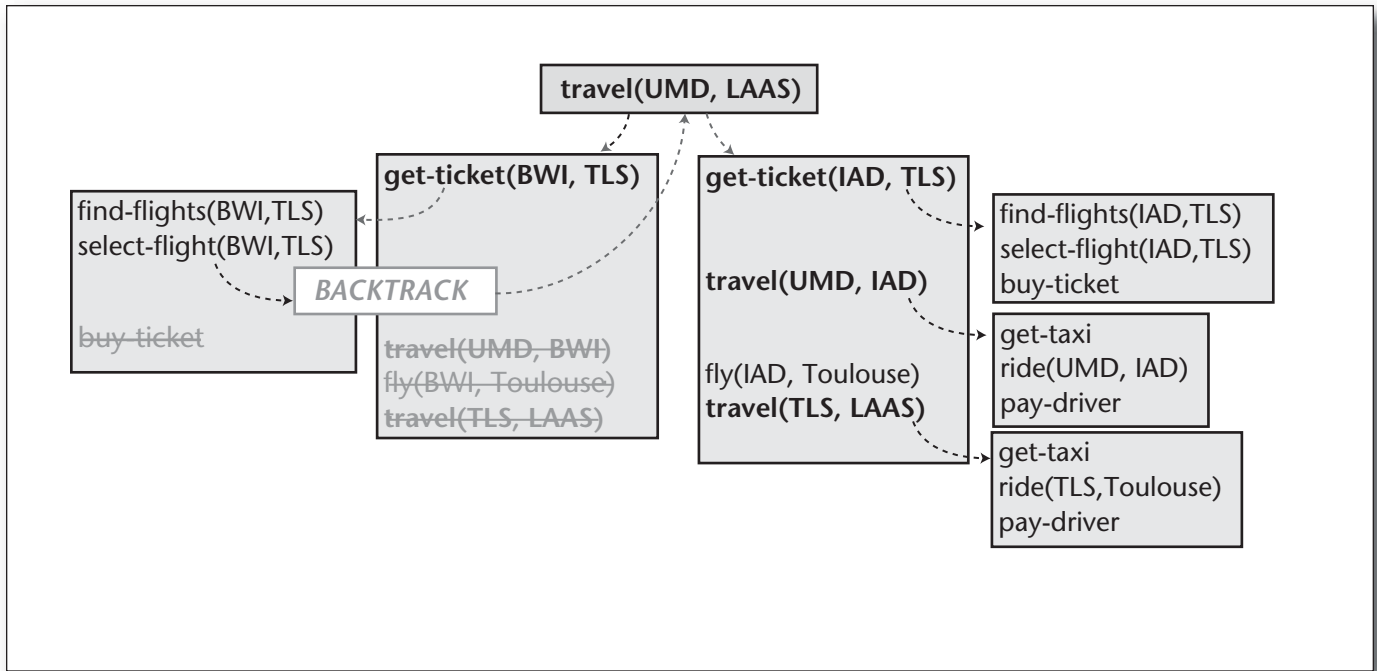 travel(UMD, LAAS)
get-ticket(BWI, TLS)
find-flights(BWI,TLS)
select-flight(BWI,TLS)
BACKTRACK
buy-ticket
travel(UMD, BWI)
fly(BWI, Toulouse)
travel(TLS, LAAS)
get-ticket(IAD, TLS)
travel(UMD, IAD)
fly(IAD, Toulouse)
travel(TLS, LAAS)
find-flights(IAD,TLS)
select-flight(IAD,TLS)
buy-ticket
get-taxi
ride(UMD, IAD)
pay-driver
get-taxi
ride(TLS,Toulouse)
pay-driver